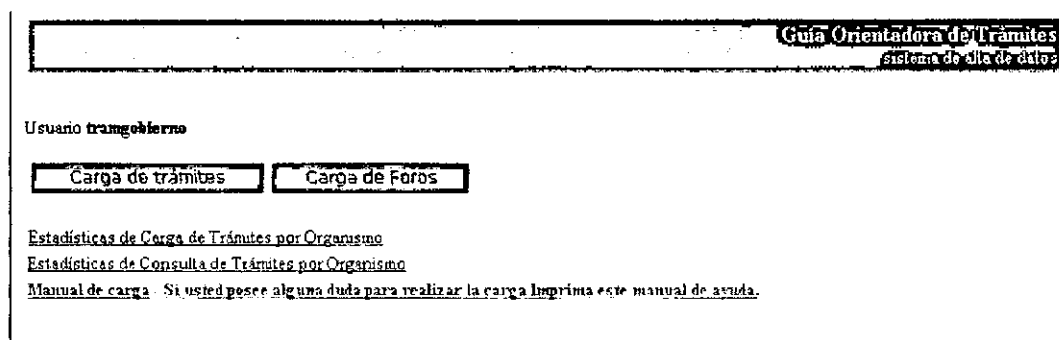 Guía Orientadora de Trámites
sistema de alta de datos
Usuario tramgobierno
Carga de trámites Carga de Foros
Estadísticas de Carga de Trámites por Organismo
Estadísticas de Consulta de Trámites por Organismo
Manual de carga - Si usted posee alguna duda para realizar la carga Imprima este manual de ayuda.